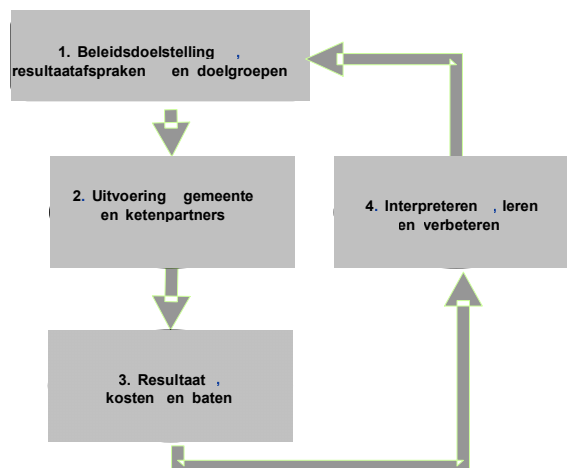 1. Beleidsdoelstelling ,
resultaatafspraken en doelgroepen
2. Uitvoering gemeente
en ketenpartners
4. Interpreteren , leren
en verbeteren
3. Resultaat ,
kosten en baten